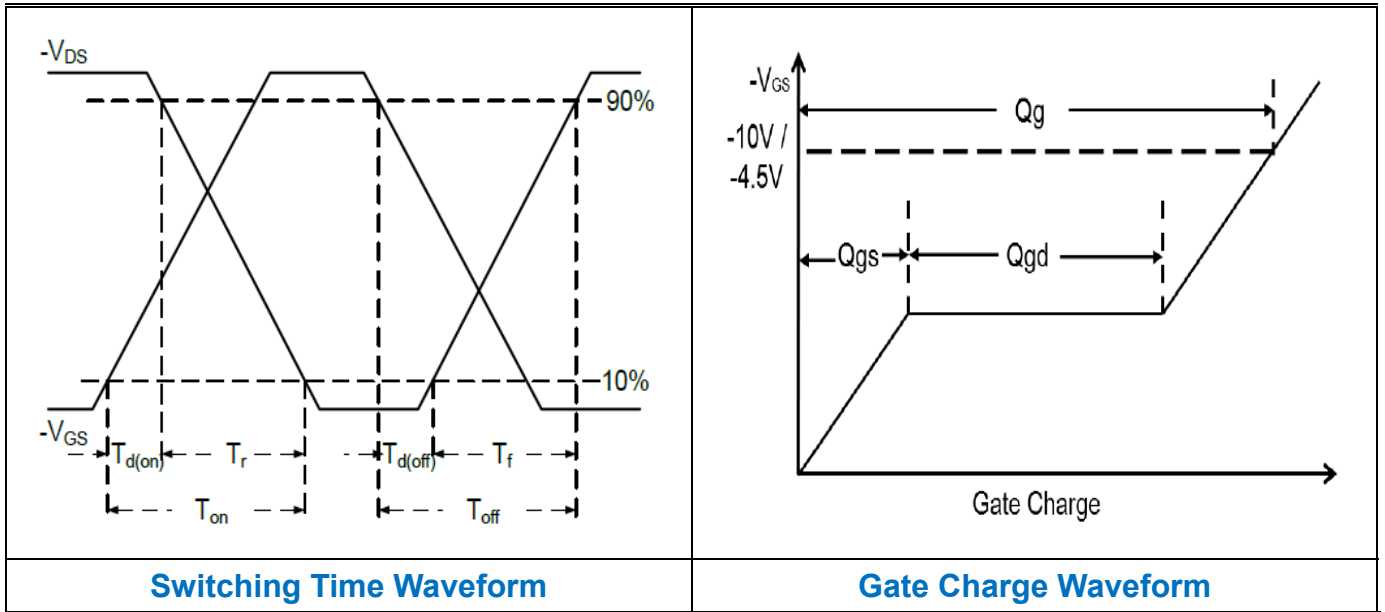 -VDS
90%
10%
-VGS
Td(on) Tr Td(off) Tf
Ton Toff
Switching Time Waveform
-VGS
Qg
-10V /
-4.5V
Qgs Qgd
Gate Charge
Gate Charge Waveform